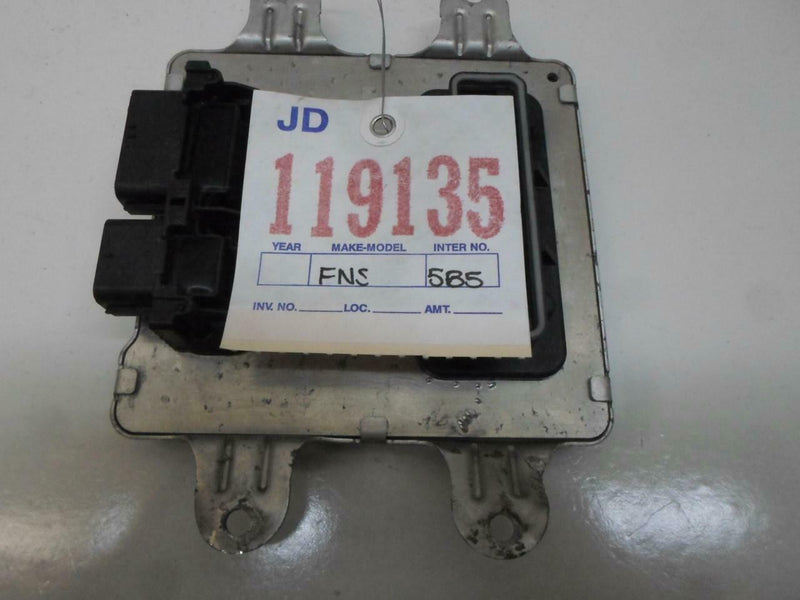 JD
119135
YEAR MAKE-MODEL INTER NO.
FNS 585
INV. NO. LOC. AMT.